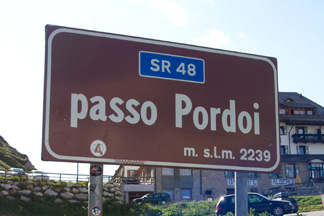 SR 48
passo Pordoi
m. s.l.m. 2239